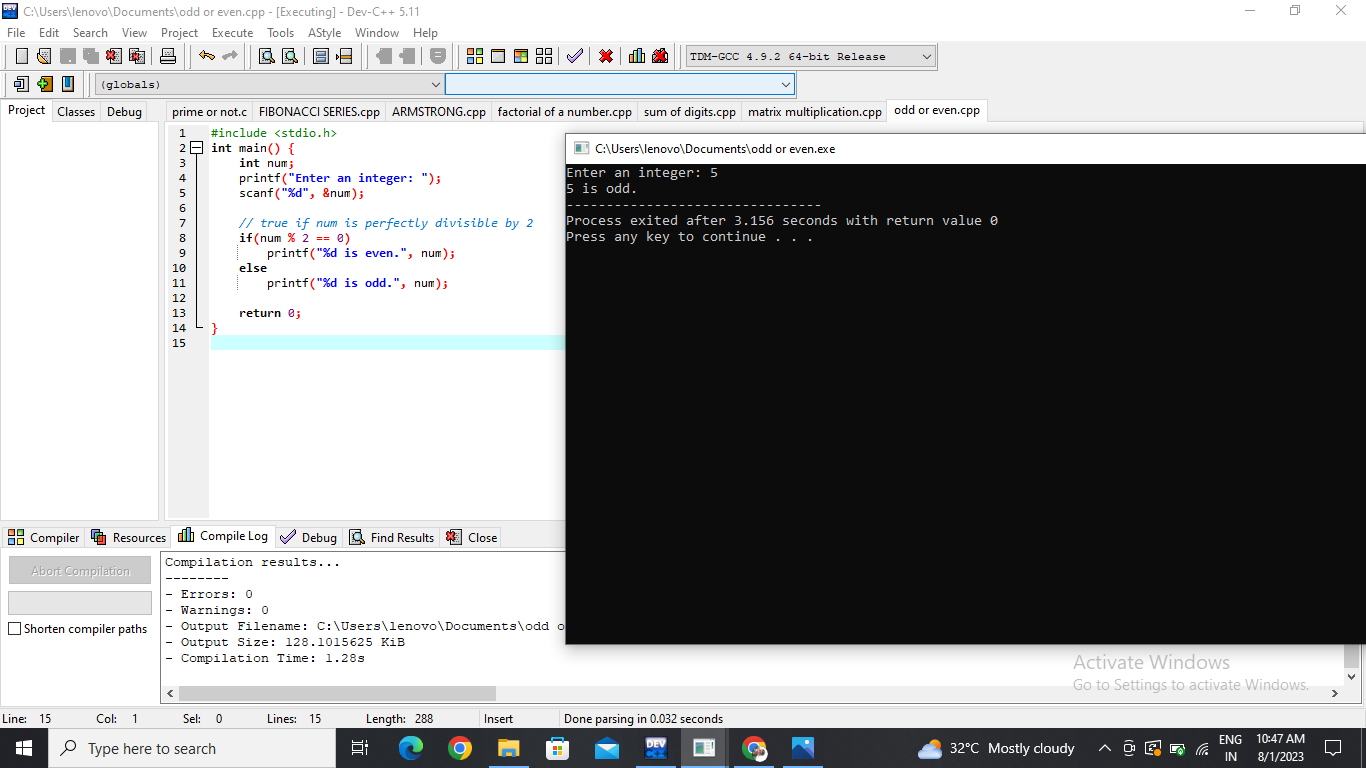 C:\Users\lenovo\Documents\odd or even.cpp - [Executing] - Dev-C++ 5.11
File Edit Search View Project Execute Tools AStyle Window Help
TDM-GCC 4.9.2 64-bit Release
(globals)
Project Classes Debug
prime or not.c FIBONACCI SERIES.cpp ARMSTRONG.cpp factorial of a number.cpp sum of digits.cpp matrix multiplication.cpp odd or even.cpp
1 #include <stdio.h>
2 int main() {
3 int num;
4 printf("Enter an integer: ");
5 scanf("%d", &num);
6
7 // true if num is perfectly divisible by 2
8 if(num % 2 == 0)
9 printf("%d is even.", num);
10 else
11 printf("%d is odd.", num);
12
13 return 0;
14 }
15
C:\Users\lenovo\Documents\odd or even.exe
Enter an integer: 5
5 is odd.
--------------------------------
Process exited after 3.156 seconds with return value 0
Press any key to continue . . .
Compiler Resources Compile Log Debug Find Results Close
Abort Compilation
Shorten compiler paths
Compilation results...
--------
- Errors: 0
- Warnings: 0
- Output Filename: C:\Users\lenovo\Documents\odd o
- Output Size: 128.1015625 KiB
- Compilation Time: 1.28s
Activate Windows
Go to Settings to activate Windows.
Line: 15 Col: 1 Sel: 0 Lines: 15 Length: 288 Insert Done parsing in 0.032 seconds
Type here to search
DEV
32°C Mostly cloudy
ENG
IN
10:47 AM
8/1/2023